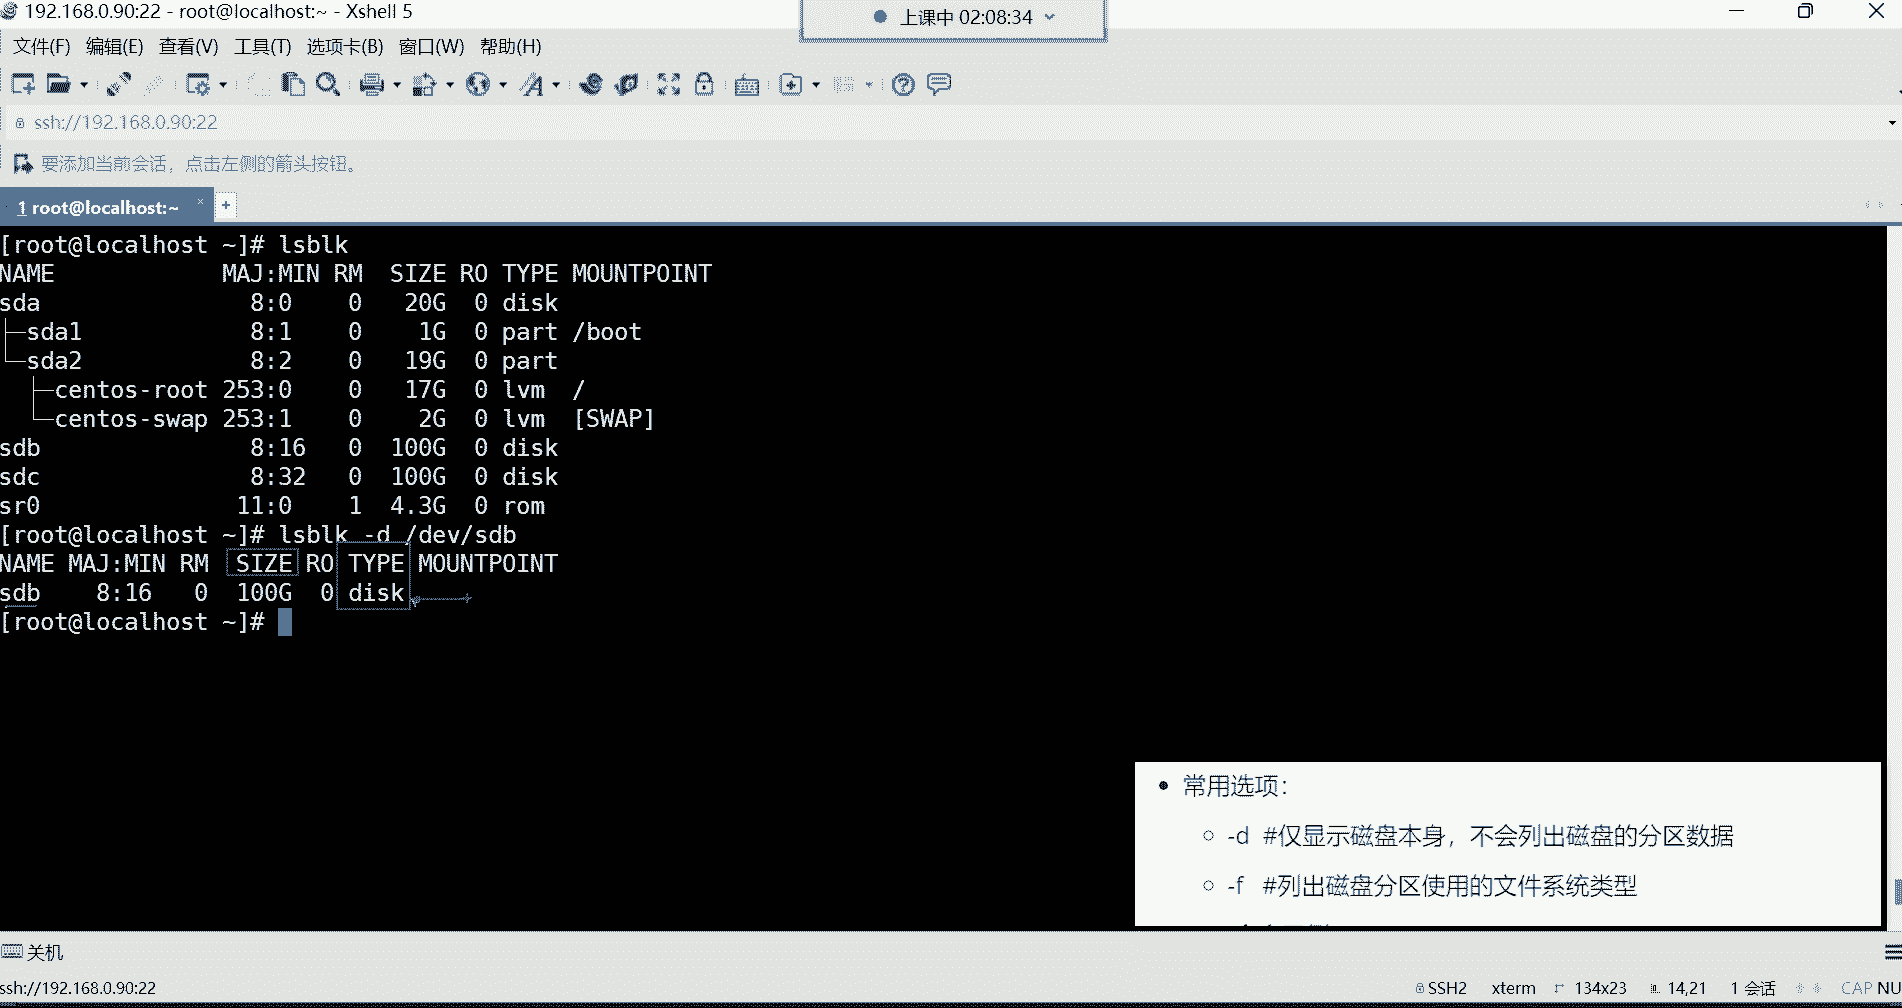 192.168.0.90:22 - root@localhost:~ - Xshell 5
上课中 02:08:34
文件(F) 编辑(E) 查看(V) 工具(T) 选项卡(B) 窗口(W) 帮助(H)
ssh://192.168.0.90:22
要添加当前会话，点击左侧的箭头按钮。
1 root@localhost:~
[root@localhost ~]# lsblk
NAME MAJ:MIN RM SIZE RO TYPE MOUNTPOINT
sda 8:0 0 20G 0 disk
├─sda1 8:1 0 1G 0 part /boot
└─sda2 8:2 0 19G 0 part
├─centos-root 253:0 0 17G 0 lvm /
└─centos-swap 253:1 0 2G 0 lvm [SWAP]
sdb 8:16 0 100G 0 disk
sdc 8:32 0 100G 0 disk
sr0 11:0 1 4.3G 0 rom
[root@localhost ~]# lsblk -d /dev/sdb
NAME MAJ:MIN RM SIZE RO TYPE MOUNTPOINT
sdb 8:16 0 100G 0 disk
[root@localhost ~]#
常用选项：
-d #仅显示磁盘本身，不会列出磁盘的分区数据
-f #列出磁盘分区使用的文件系统类型
关机
ssh://192.168.0.90:22 SSH2 xterm 134x23 14,21 1 会话 CAP NU